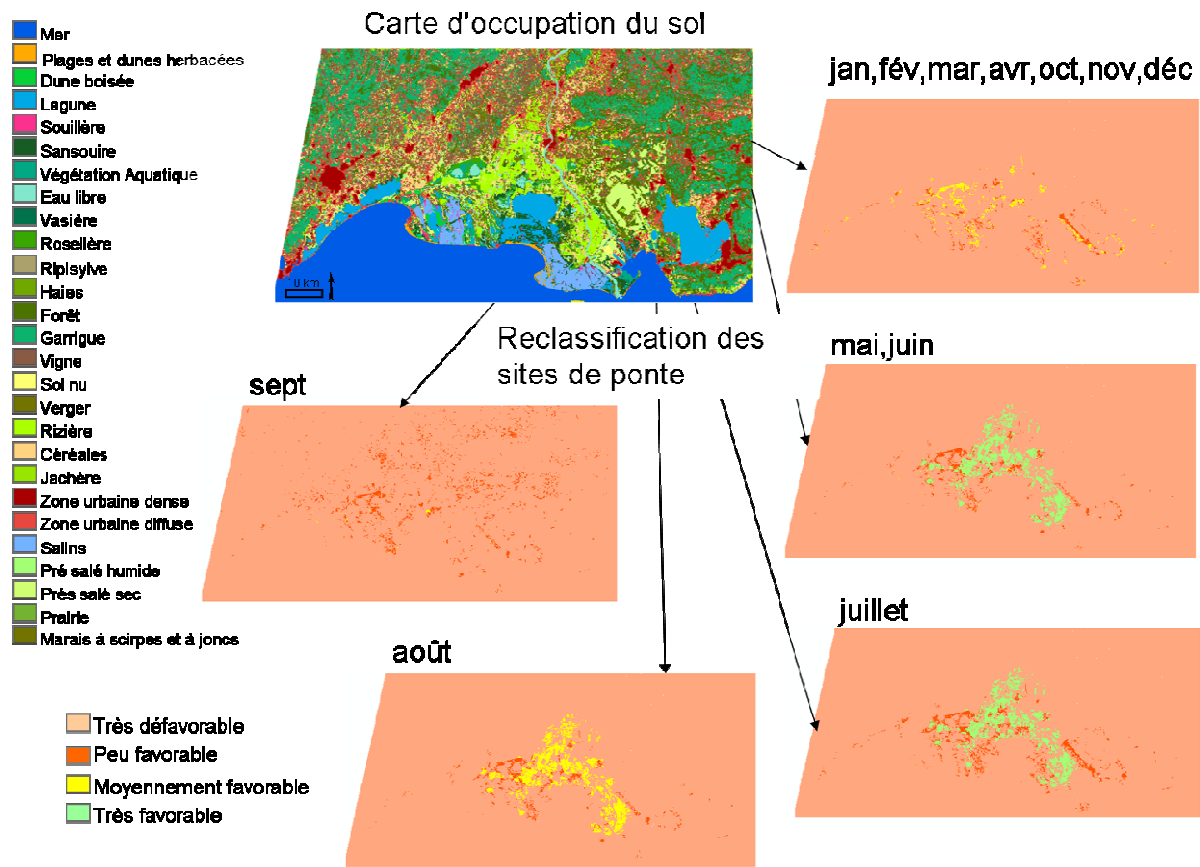 Carte d'occupation du sol
Mer
Plages et dunes herbacées
Dune boisée
Lagune
Souillère
Sansouire
Végétation Aquatique
Eau libre
Vasière
Roselière
Ripisylve
Haies
Forêt
Garrigue
Vigne
Sol nu
Verger
Rizière
Céréales
Jachère
Zone urbaine dense
Zone urbaine diffuse
Salins
Pré salé humide
Près salé sec
Prairie
Marais à scirpes et à joncs
jan,fév,mar,avr,oct,nov,déc
Reclassification des
sites de ponte
mai,juin
sept
juillet
août
Très défavorable
Peu favorable
Moyennement favorable
Très favorable